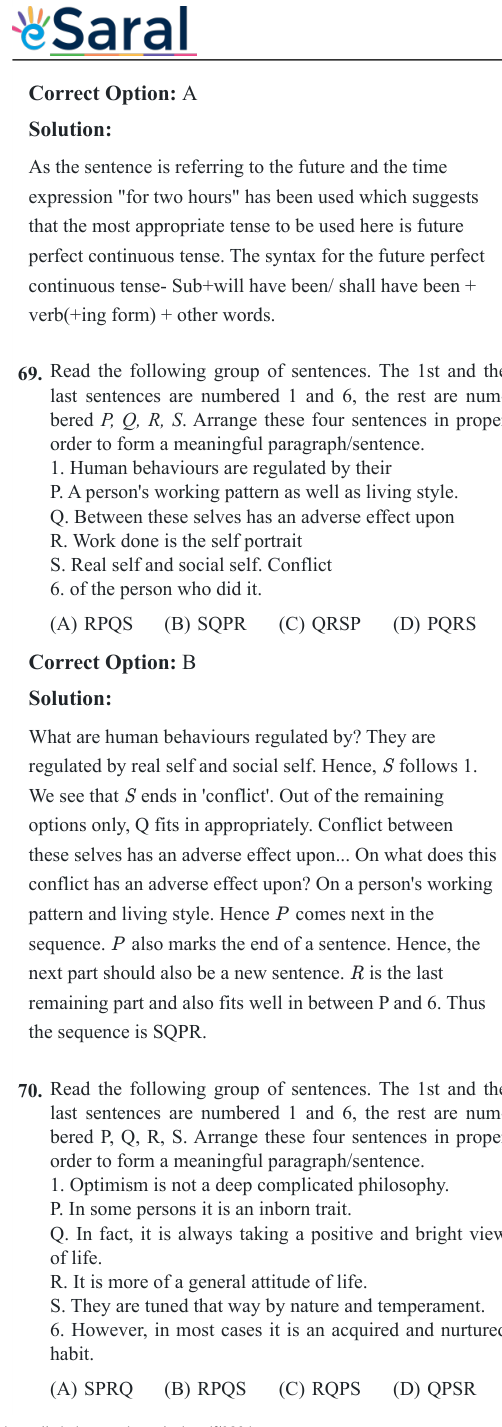 eSaral
Correct Option: A
Solution:
As the sentence is referring to the future and the time
expression "for two hours" has been used which suggests
that the most appropriate tense to be used here is future
perfect continuous tense. The syntax for the future perfect
continuous tense- Sub+will have been/ shall have been +
verb(+ing form) + other words.
69. Read the following group of sentences. The 1st and the
last sentences are numbered 1 and 6, the rest are num
bered P, Q, R, S. Arrange these four sentences in prope
order to form a meaningful paragraph/sentence.
1. Human behaviours are regulated by their
P. A person's working pattern as well as living style.
Q. Between these selves has an adverse effect upon
R. Work done is the self portrait
S. Real self and social self. Conflict
6. of the person who did it.
(A) RPQS (B) SQPR (C) QRSP (D) PQRS
Correct Option: B
Solution:
What are human behaviours regulated by? They are
regulated by real self and social self. Hence, S follows 1.
We see that S ends in 'conflict'. Out of the remaining
options only, Q fits in appropriately. Conflict between
these selves has an adverse effect upon... On what does this
conflict has an adverse effect upon? On a person's working
pattern and living style. Hence P comes next in the
sequence. P also marks the end of a sentence. Hence, the
next part should also be a new sentence. R is the last
remaining part and also fits well in between P and 6. Thus
the sequence is SQPR.
70. Read the following group of sentences. The 1st and the
last sentences are numbered 1 and 6, the rest are num
bered P, Q, R, S. Arrange these four sentences in prope
order to form a meaningful paragraph/sentence.
1. Optimism is not a deep complicated philosophy.
P. In some persons it is an inborn trait.
Q. In fact, it is always taking a positive and bright view
of life.
R. It is more of a general attitude of life.
S. They are tuned that way by nature and temperament.
6. However, in most cases it is an acquired and nurtured
habit.
(A) SPRQ (B) RPQS (C) RQPS (D) QPSR